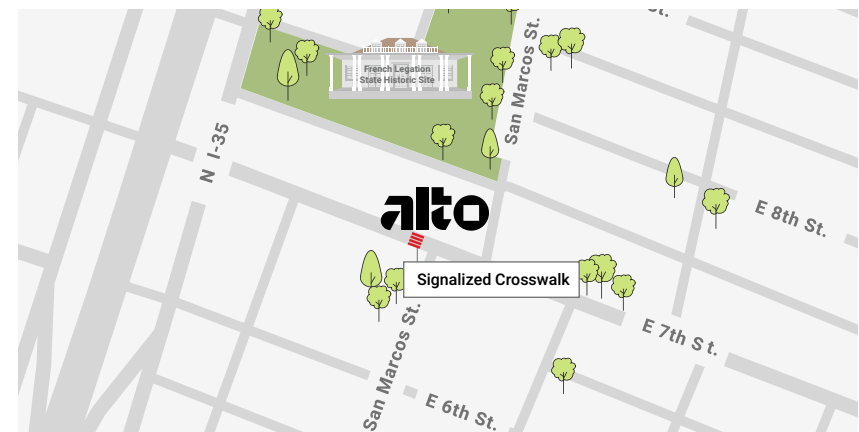 St.
French Legation
State Historic Site
San Marcos St.
N I-35
alto
E 8th St.
Signalized Crosswalk
San Marcos St.
E 7th St.
E 6th St.